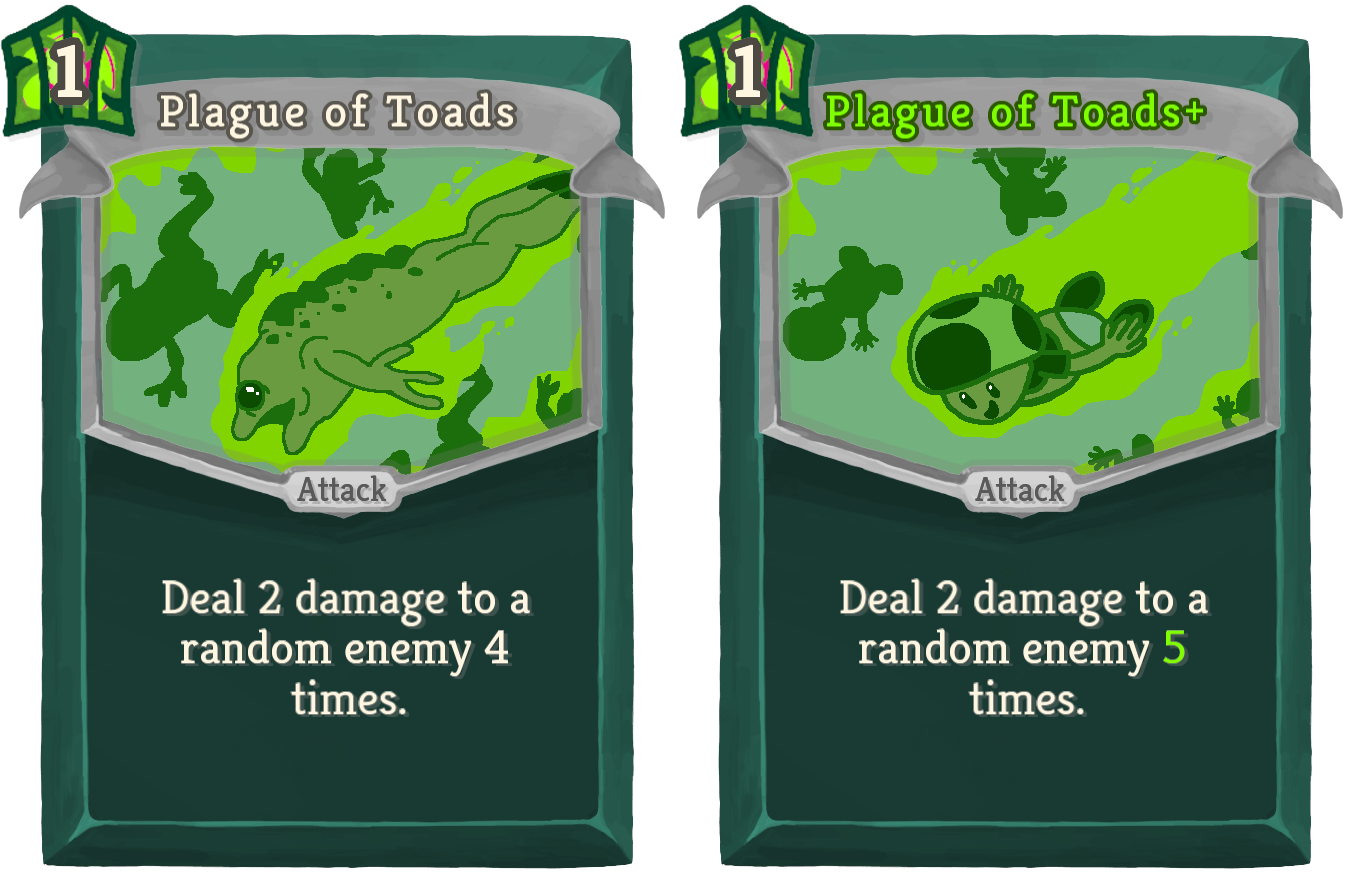 1
Plague of Toads
Attack
Deal 2 damage to a
random enemy 4
times.
1
Plague of Toads+
Attack
Deal 2 damage to a
random enemy 5
times.